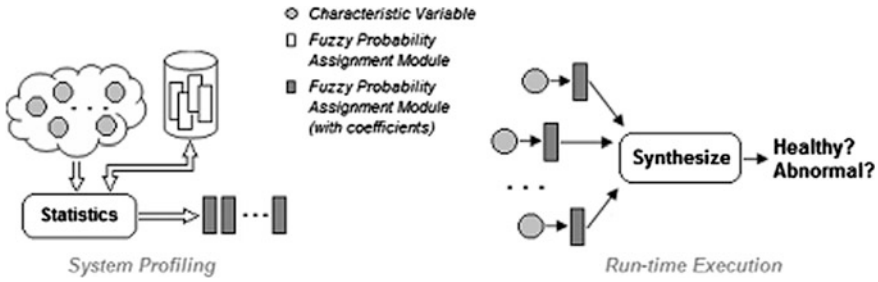 Characteristic Variable
Fuzzy Probability
Assignment Module
Fuzzy Probability
Assignment Module
(with coefficients)
Statistics
System Profiling
Synthesize
Healthy?
Abnormal?
Run-time Execution